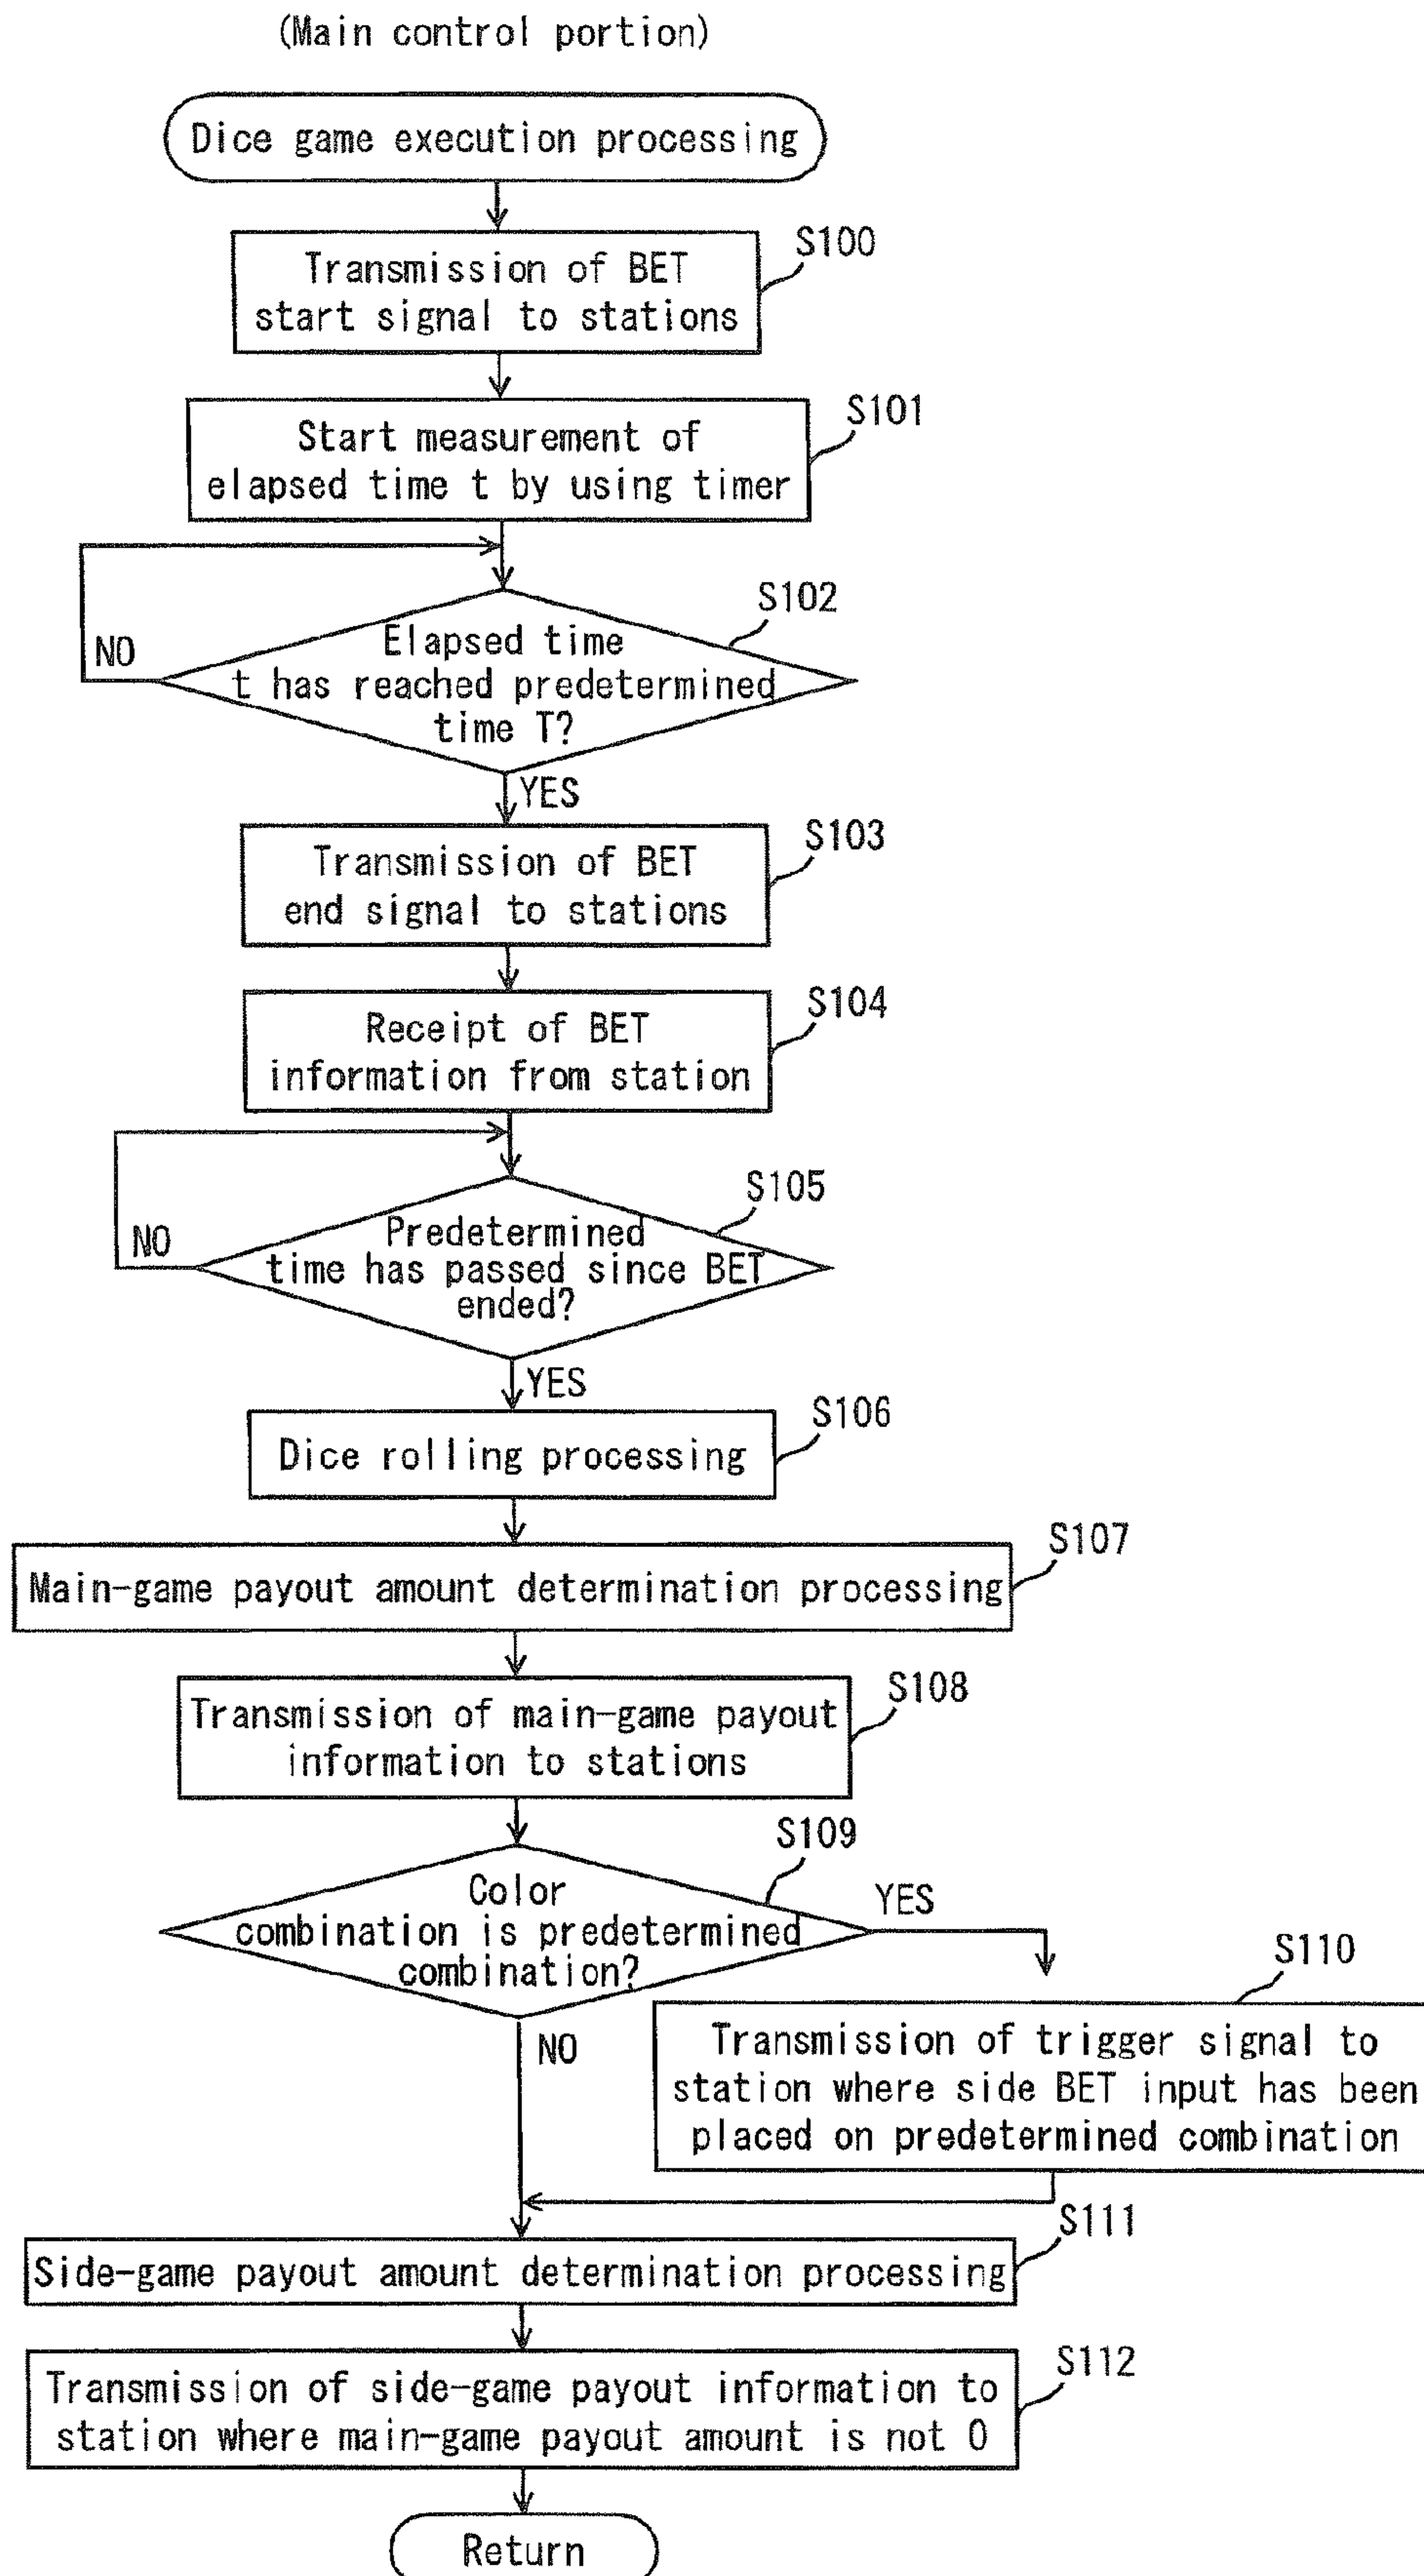 (Main control portion)
Dice game execution processing
S100
Transmission of BET
start signal to stations
S101
Start measurement of
elapsed time t by using timer
S102
NO
Elapsed time
t has reached predetermined
time T?
YES
S103
Transmission of BET
end signal to stations
S104
Receipt of BET
information from station
S105
NO
Predetermined
time has passed since BET
ended?
YES
S106
Dice rolling processing
S107
Main-game payout amount determination processing
S108
Transmission of main-game payout
information to stations
S109
Color
combination is predetermined
combination?
YES
S110
NO
Transmission of trigger signal to
station where side BET input has been
placed on predetermined combination
S111
Side-game payout amount determination processing
S112
Transmission of side-game payout information to
station where main-game payout amount is not 0
Return